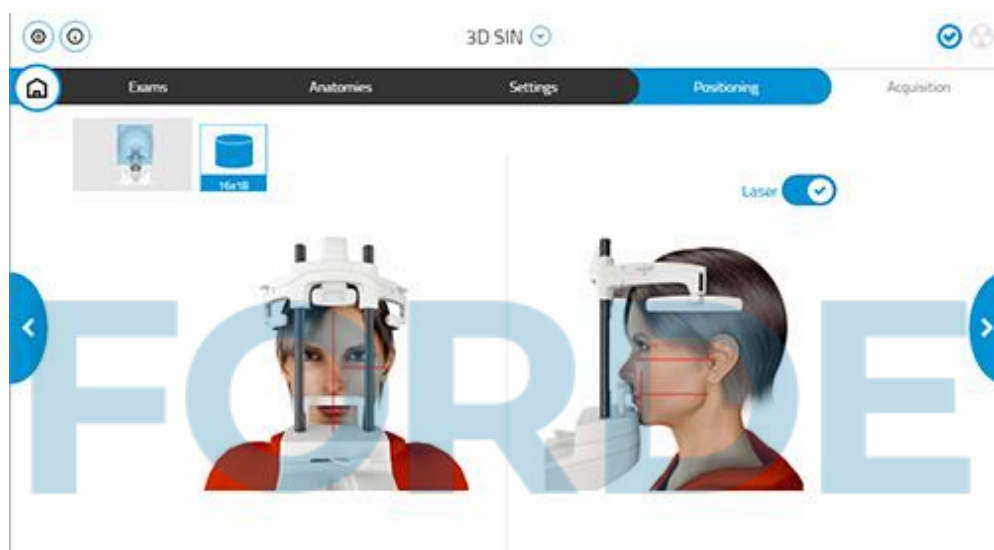 3D SIN
Exams Anatomies Settings Positioning Acquisition
16x18
Laser
FORDE